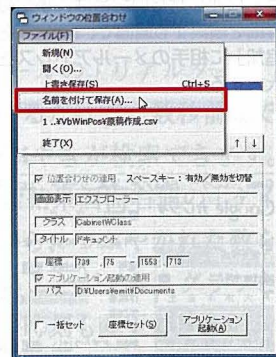 ウィンドウの位置合わせ
ファイル(F)
新規(N)
開く(O)...
上書き保存(S) Ctrl+S
名前を付けて保存(A)...
1 ..¥VbWinPos¥原稿作成.csv
終了(X)
↑ ↓
位置合わせの適用 スペースキー：有効／無効を切替
画面表示 エクスプローラー
クラス CabinetWClass
タイトル ドキュメント
座標 739 .75 - 1553 .713
アプリケーション起動の適用
パス D:¥Users¥emit¥Documents
一括セット 座標セット(S) アプリケーション
起動(A)